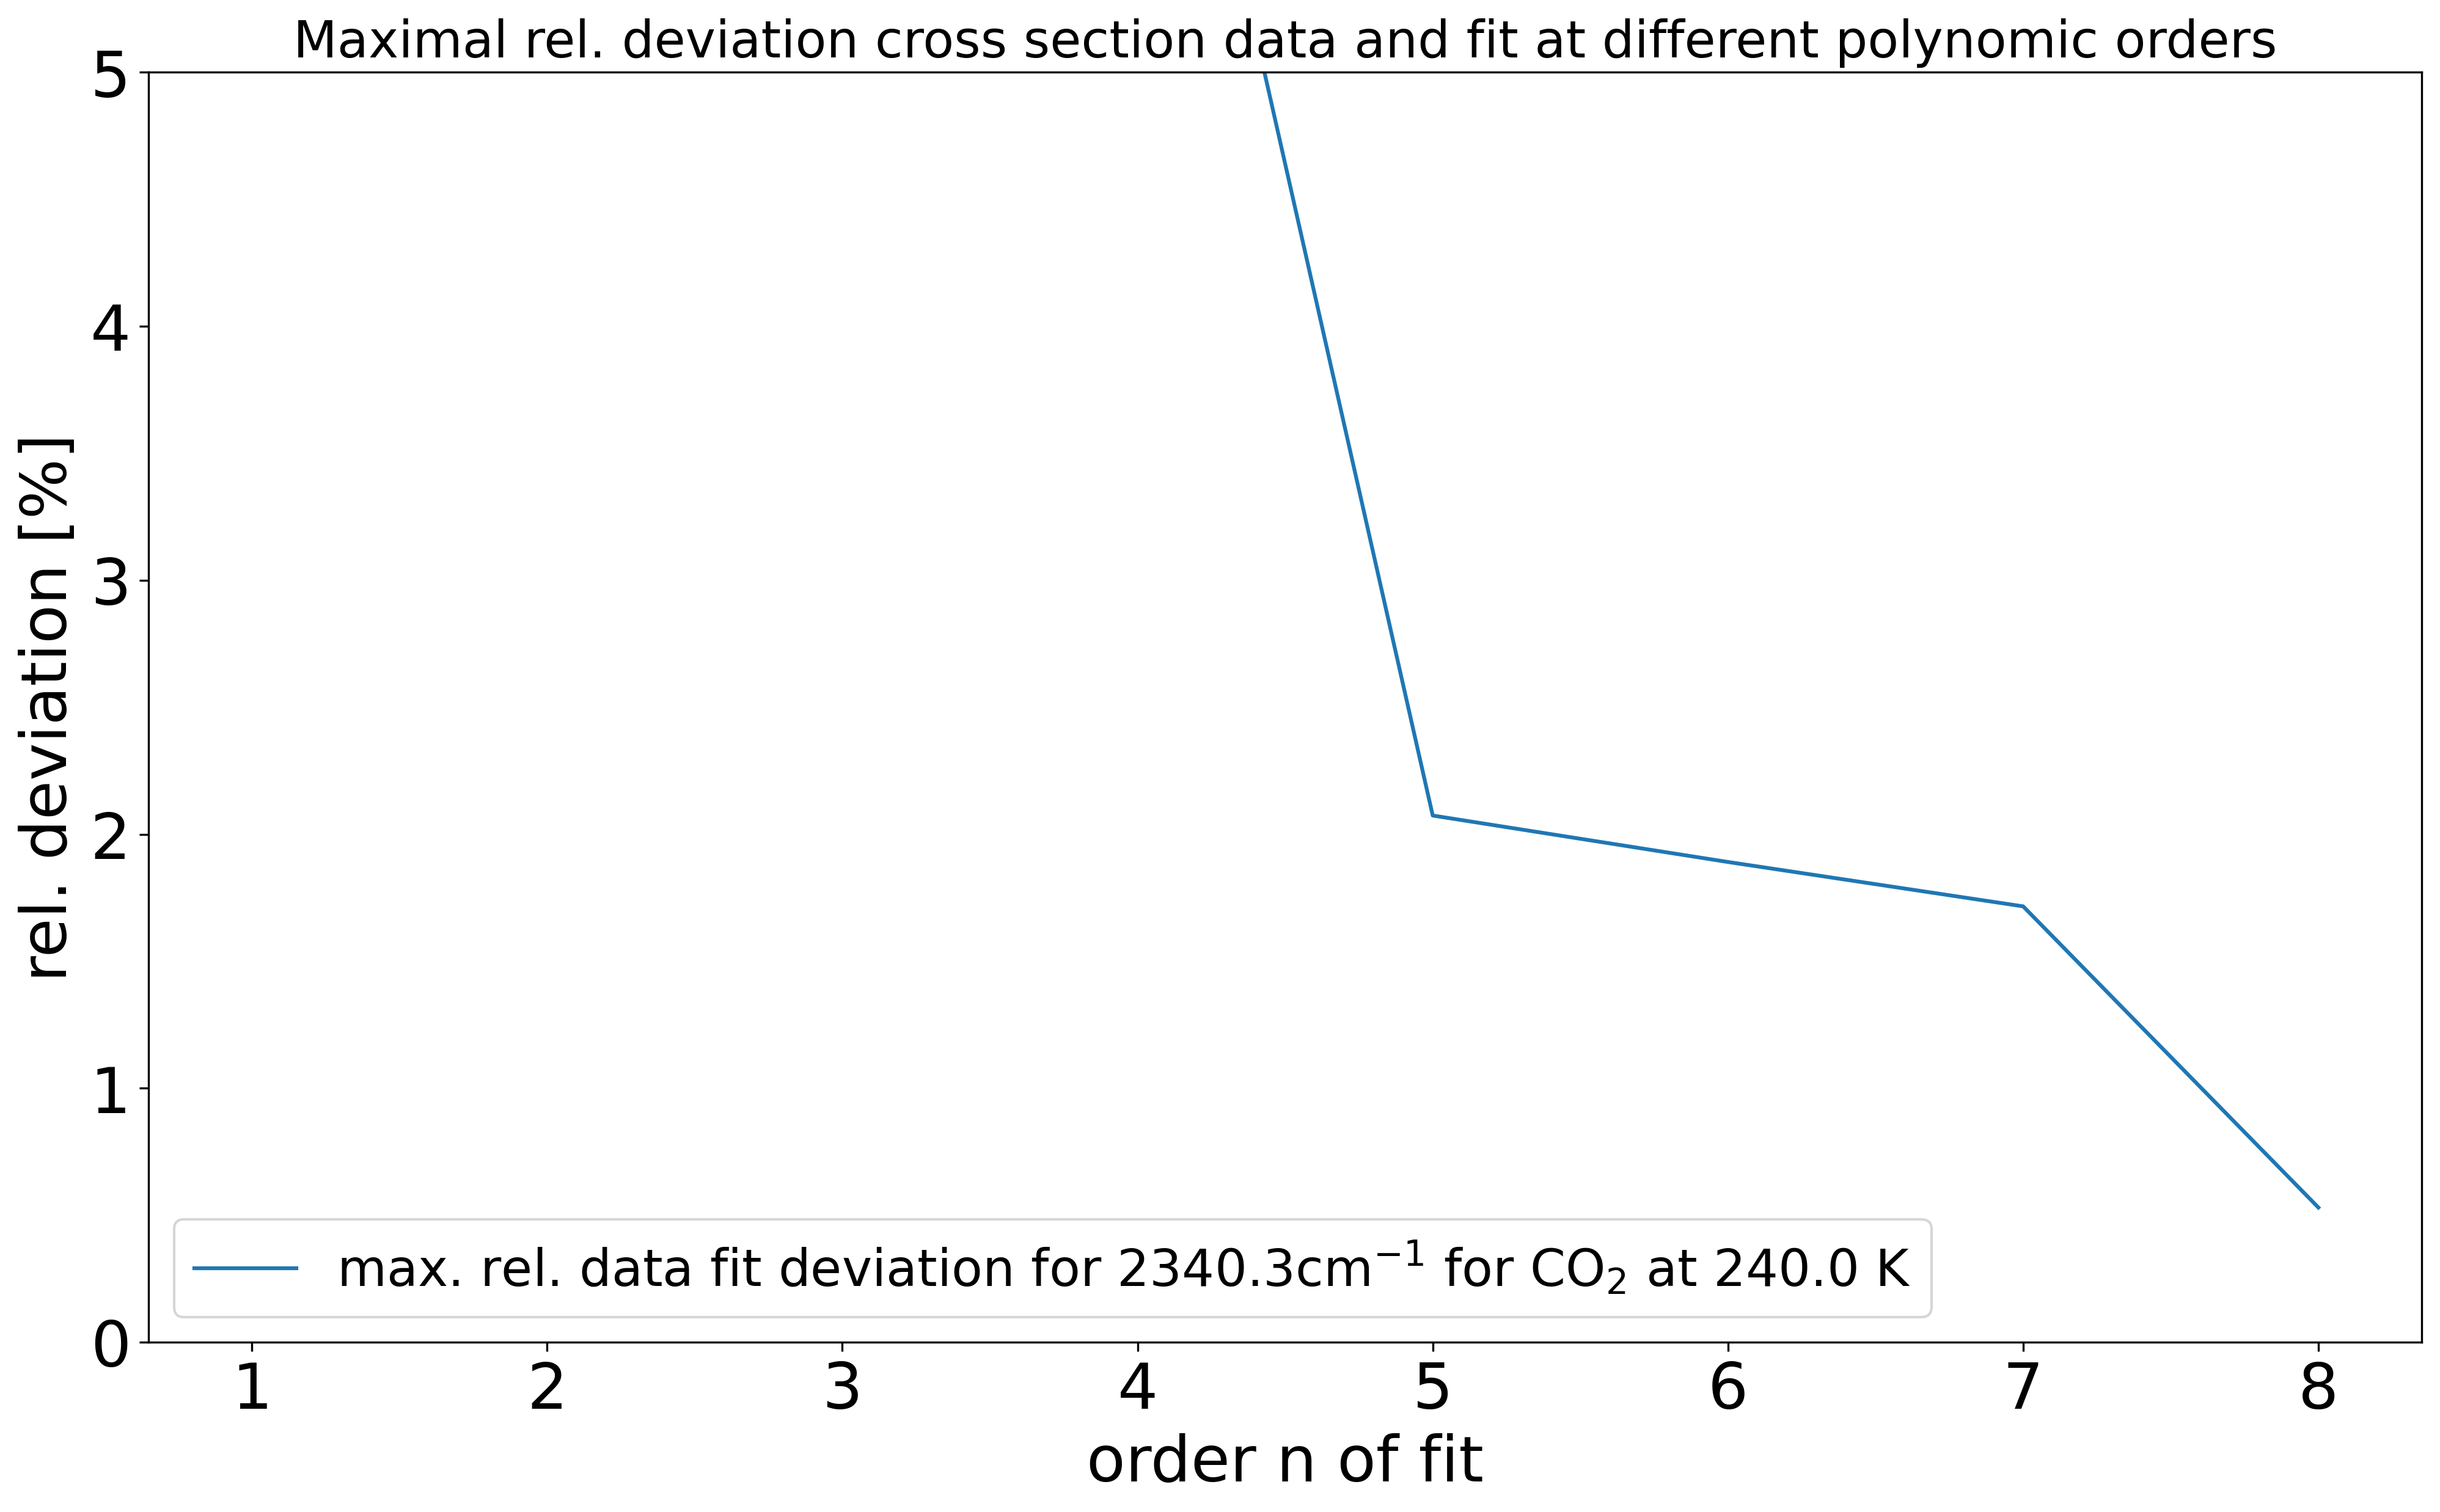 Maximal rel. deviation cross section data and fit at different polynomic orders
5
4
3
2
1
0
rel. deviation [%]
max. rel. data fit deviation for 2340.3cm⁻¹ for CO₂ at 240.0 K
1 2 3 4 5 6 7 8
order n of fit